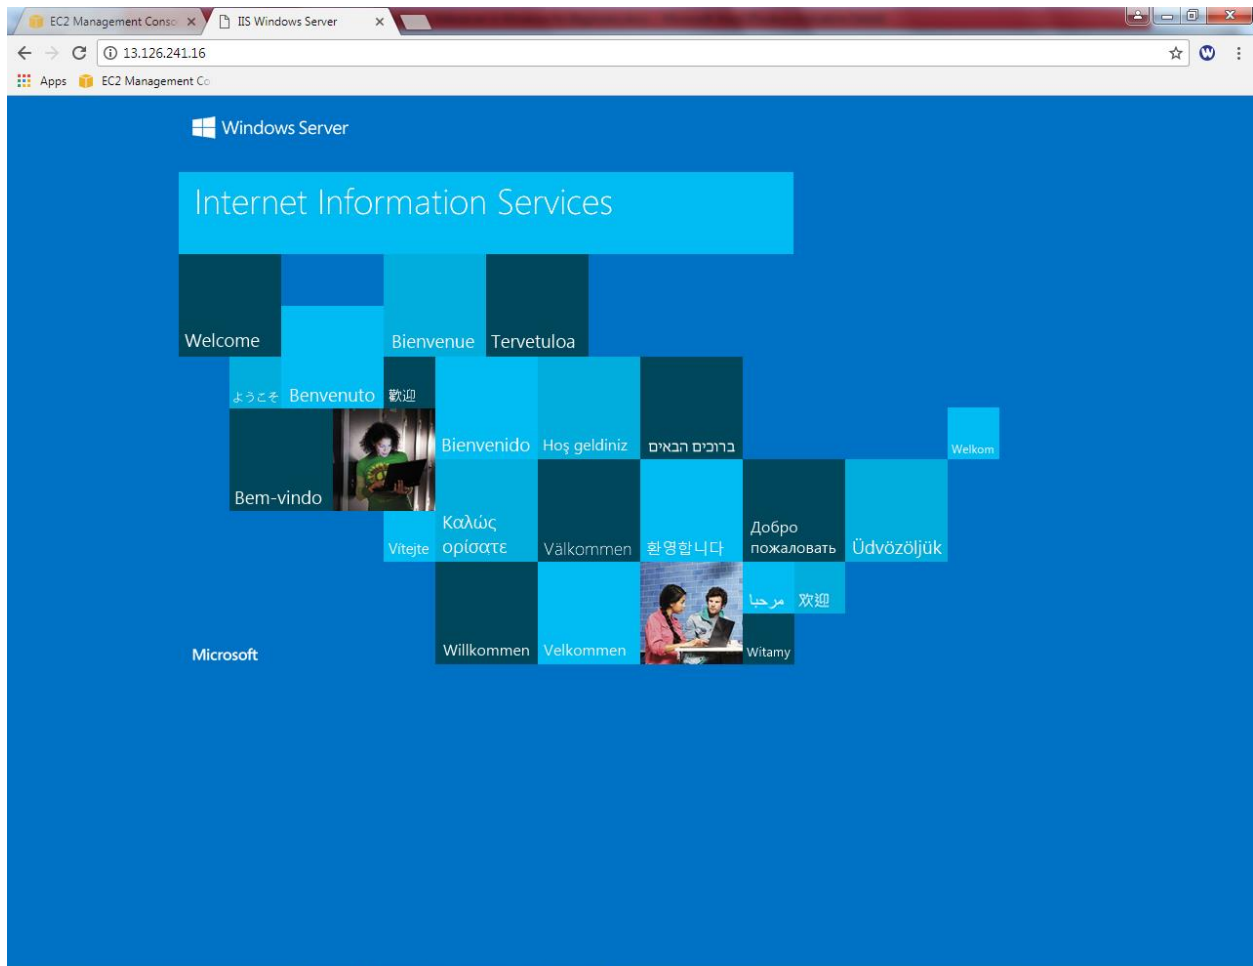 EC2 Management Conso
IIS Windows Server
13.126.241.16
Apps
EC2 Management Co
Windows Server
Internet Information Services
Welcome
Bienvenue
Tervetuloa
ようこそ
Benvenuto
歡迎
Bienvenido
Hoş geldiniz
ברוכים הבאים
Welkom
Bem-vindo
Vítejte
Καλώς
ορίσατε
Välkommen
환영합니다
Добро
пожаловать
Üdvözöljük
مرحبا
欢迎
Microsoft
Willkommen
Velkommen
Witamy